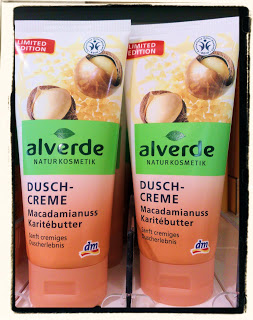 LIMITED
EDITION
alverde
NATURKOSMETIK
DUSCH-
CREME
Macadamianuss
Karitébutter
Sanft cremiges
Duscherlebnis
dm
LIMITED
EDITION
alverde
NATURKOSMETIK
DUSCH-
CREME
Macadamianuss
Karitébutter
Sanft cremiges
Duscherlebnis
dm